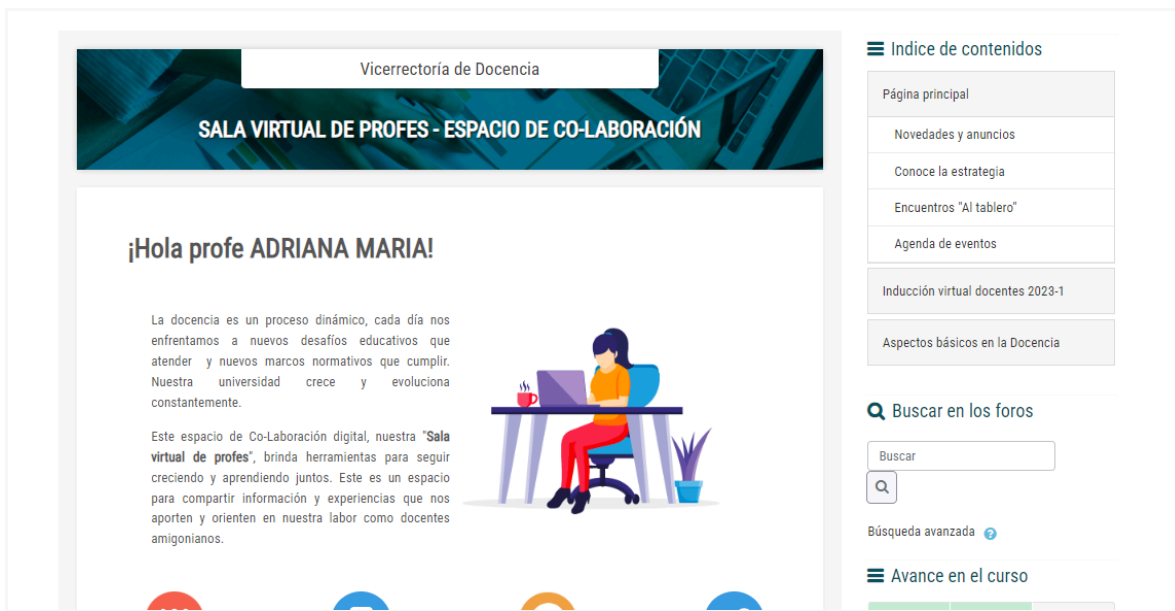 Vicerrectoría de Docencia
SALA VIRTUAL DE PROFES - ESPACIO DE CO-LABORACIÓN
¡Hola profe ADRIANA MARIA!
La docencia es un proceso dinámico, cada día nos
enfrentamos a nuevos desafíos educativos que
atender y nuevos marcos normativos que cumplir.
Nuestra universidad crece y evoluciona
constantemente.
Este espacio de Co-Laboración digital, nuestra "Sala
virtual de profes", brinda herramientas para seguir
creciendo y aprendiendo juntos. Este es un espacio
para compartir información y experiencias que nos
aporten y orienten en nuestra labor como docentes
amigonianos.
Indice de contenidos
Página principal
Novedades y anuncios
Conoce la estrategia
Encuentros "Al tablero"
Agenda de eventos
Inducción virtual docentes 2023-1
Aspectos básicos en la Docencia
Buscar en los foros
Buscar
Búsqueda avanzada ?
Avance en el curso